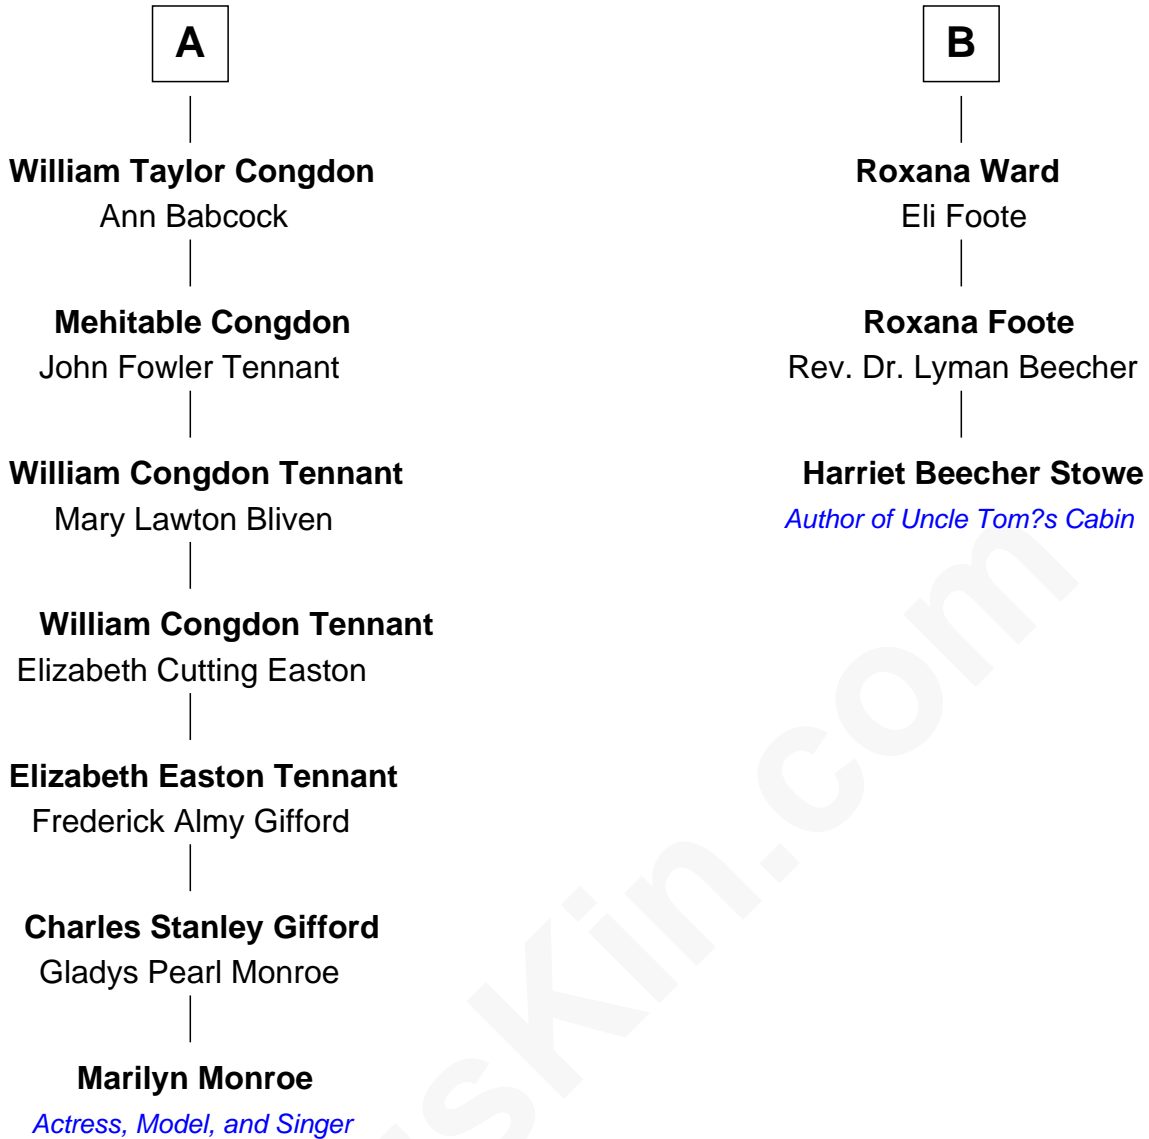 A
William Taylor Congdon
Ann Babcock
Mehitable Congdon
John Fowler Tennant
William Congdon Tennant
Mary Lawton Bliven
William Congdon Tennant
Elizabeth Cutting Easton
Elizabeth Easton Tennant
Frederick Almy Gifford
Charles Stanley Gifford
Gladys Pearl Monroe
Marilyn Monroe
Actress, Model, and Singer
B
Roxana Ward
Eli Foote
Roxana Foote
Rev. Dr. Lyman Beecher
Harriet Beecher Stowe
Author of Uncle Tom?s Cabin